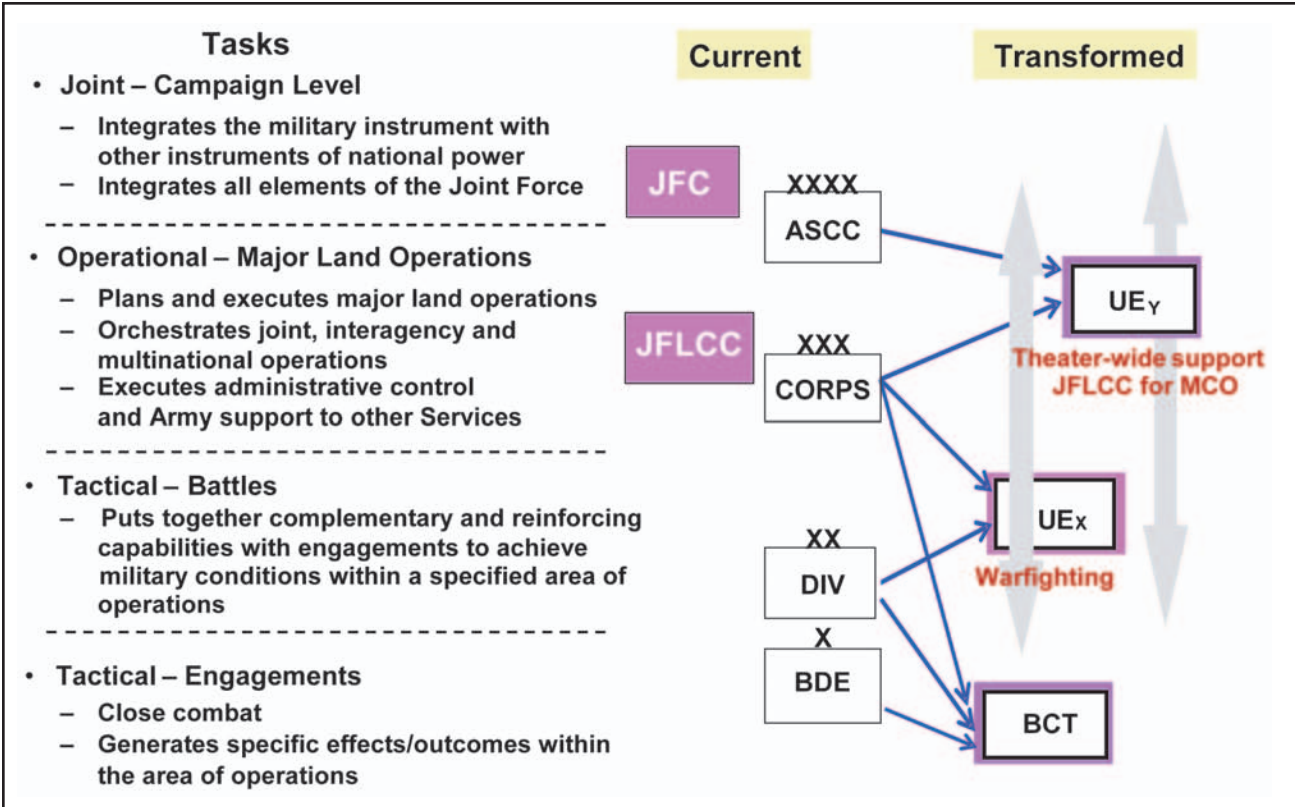 Tasks
• Joint – Campaign Level
– Integrates the military instrument with
other instruments of national power
– Integrates all elements of the Joint Force
• Operational – Major Land Operations
– Plans and executes major land operations
– Orchestrates joint, interagency and
multinational operations
– Executes administrative control
and Army support to other Services
• Tactical – Battles
– Puts together complementary and reinforcing
capabilities with engagements to achieve
military conditions within a specified area of
operations
• Tactical – Engagements
– Close combat
– Generates specific effects/outcomes within
the area of operations
Current
JFC
XXXX
ASCC
JFLCC
XXX
CORPS
XX
DIV
X
BDE
Transformed
UEY
Theater-wide support
JFLCC for MCO
UEX
Warfighting
BCT